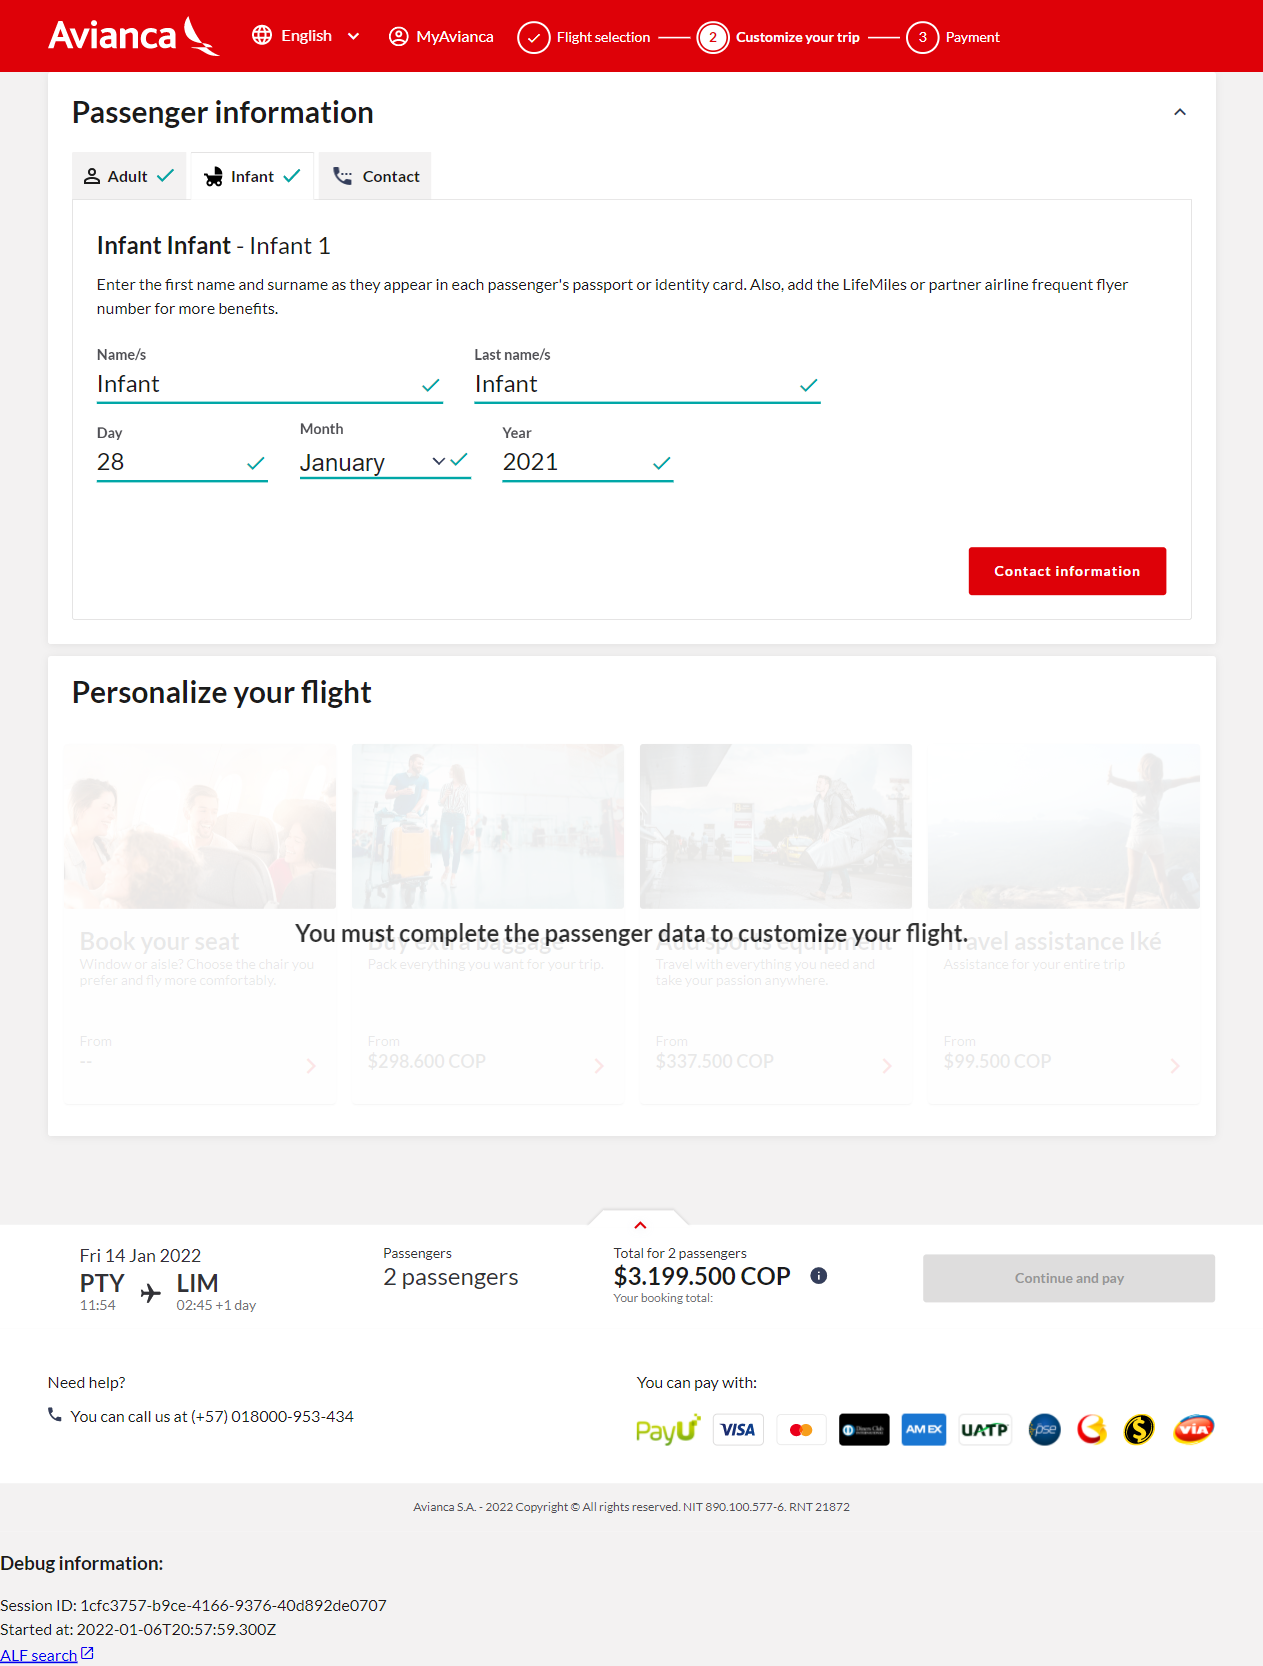 Avianca
English
MyAvianca
Flight selection
2
Customize your trip
3
Payment
Passenger information
Adult
Infant
Contact
Infant Infant - Infant 1
Enter the first name and surname as they appear in each passenger's passport or identity card. Also, add the LifeMiles or partner airline frequent flyer
number for more benefits.
Name/s
Last name/s
Infant
Infant
Day
Month
Year
28
January
2021
Contact information
Personalize your flight
You must complete the passenger data to customize your flight.
Book your seat
Window or aisle? Choose the chair you
prefer and fly more comfortably.
From
--
Buy extra baggage
Pack everything you want for your trip.
From
$298.600 COP
Add sports equipment
Travel with everything you need and
take your passion anywhere.
From
$337.500 COP
Travel assistance Iké
Assistance for your entire trip
From
$99.500 COP
Fri 14 Jan 2022
PTY
LIM
11:54
02:45 +1 day
Passengers
2 passengers
Total for 2 passengers
$3.199.500 COP
Your booking total:
Continue and pay
Need help?
You can call us at (+57) 018000-953-434
You can pay with:
PayU
VISA
Diners Club
AMEX
UATP
pse
$
VIA
Avianca S.A. - 2022 Copyright © All rights reserved. NIT 890.100.577-6. RNT 21872
Debug information:
Session ID: 1cfc3757-b9ce-4166-9376-40d892de0707
Started at: 2022-01-06T20:57:59.300Z
ALF search